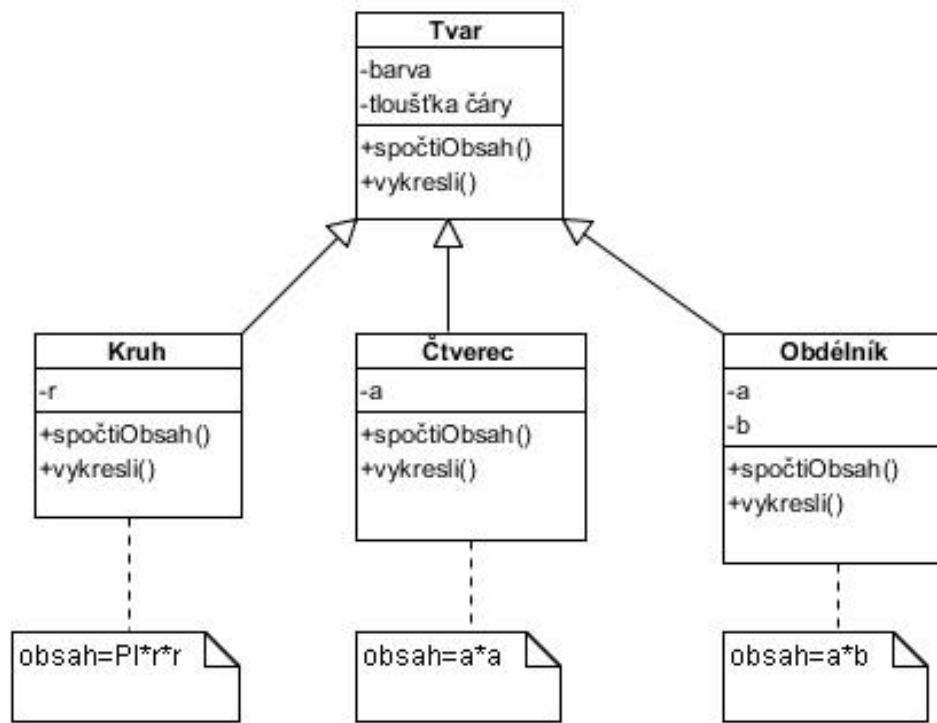 Tvar
-barva
-tloušťka čáry
+spočtiObsah()
+vykresli()
Kruh
-r
+spočtiObsah()
+vykresli()
Čtverec
-a
+spočtiObsah()
+vykresli()
Obdélník
-a
-b
+spočtiObsah()
+vykresli()
obsah=PI*r*r
obsah=a*a
obsah=a*b